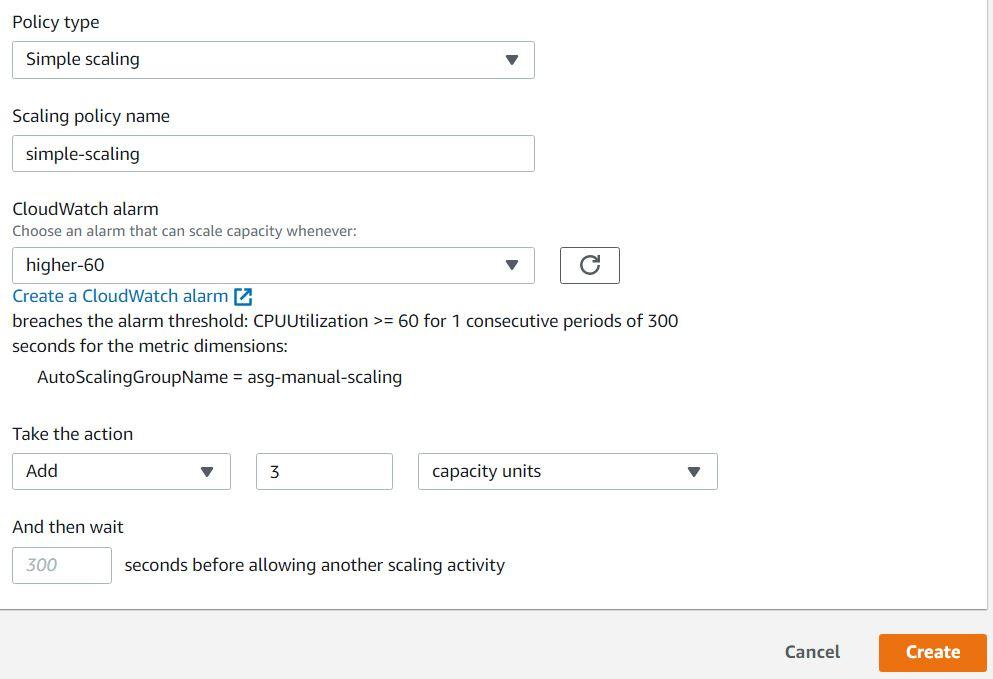 Policy type
Simple scaling
Scaling policy name
simple-scaling
CloudWatch alarm
Choose an alarm that can scale capacity whenever:
higher-60
Create a CloudWatch alarm
breaches the alarm threshold: CPUUtilization >= 60 for 1 consecutive periods of 300
seconds for the metric dimensions:
AutoScalingGroupName = asg-manual-scaling
Take the action
Add 3 capacity units
And then wait
300 seconds before allowing another scaling activity
Cancel Create